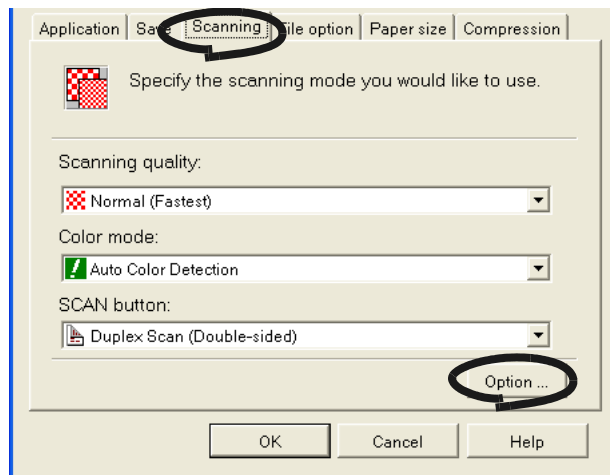 Application Save Scanning File option Paper size Compression
Specify the scanning mode you would like to use.
Scanning quality:
Normal (Fastest)
Color mode:
Auto Color Detection
SCAN button:
Duplex Scan (Double-sided)
Option ...
OK Cancel Help